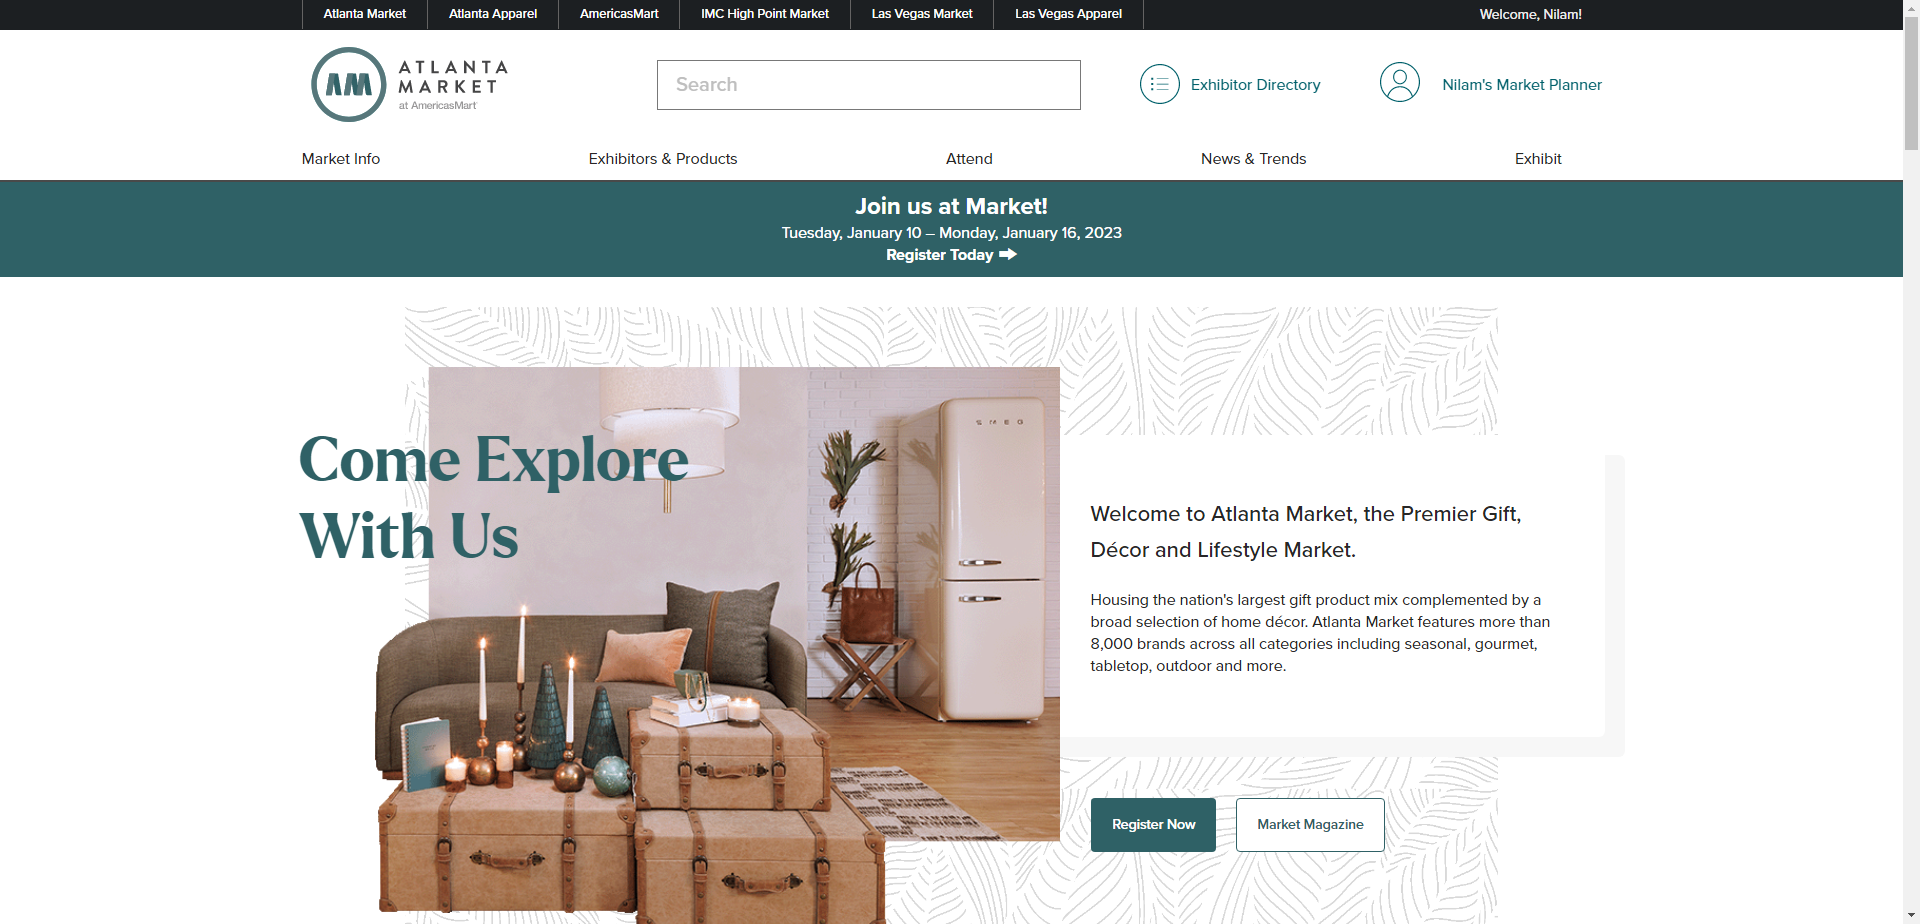 Atlanta Market
Atlanta Apparel
AmericasMart
IMC High Point Market
Las Vegas Market
Las Vegas Apparel
Welcome, Nilam!
AM
ATLANTA
MARKET
at AmericasMart
Search
Exhibitor Directory
Nilam's Market Planner
Market Info
Exhibitors & Products
Attend
News & Trends
Exhibit
Join us at Market!
Tuesday, January 10 – Monday, January 16, 2023
Register Today
Come Explore
With Us
SMEG
Welcome to Atlanta Market, the Premier Gift,
Décor and Lifestyle Market.
Housing the nation's largest gift product mix complemented by a
broad selection of home décor. Atlanta Market features more than
8,000 brands across all categories including seasonal, gourmet,
tabletop, outdoor and more.
Register Now
Market Magazine